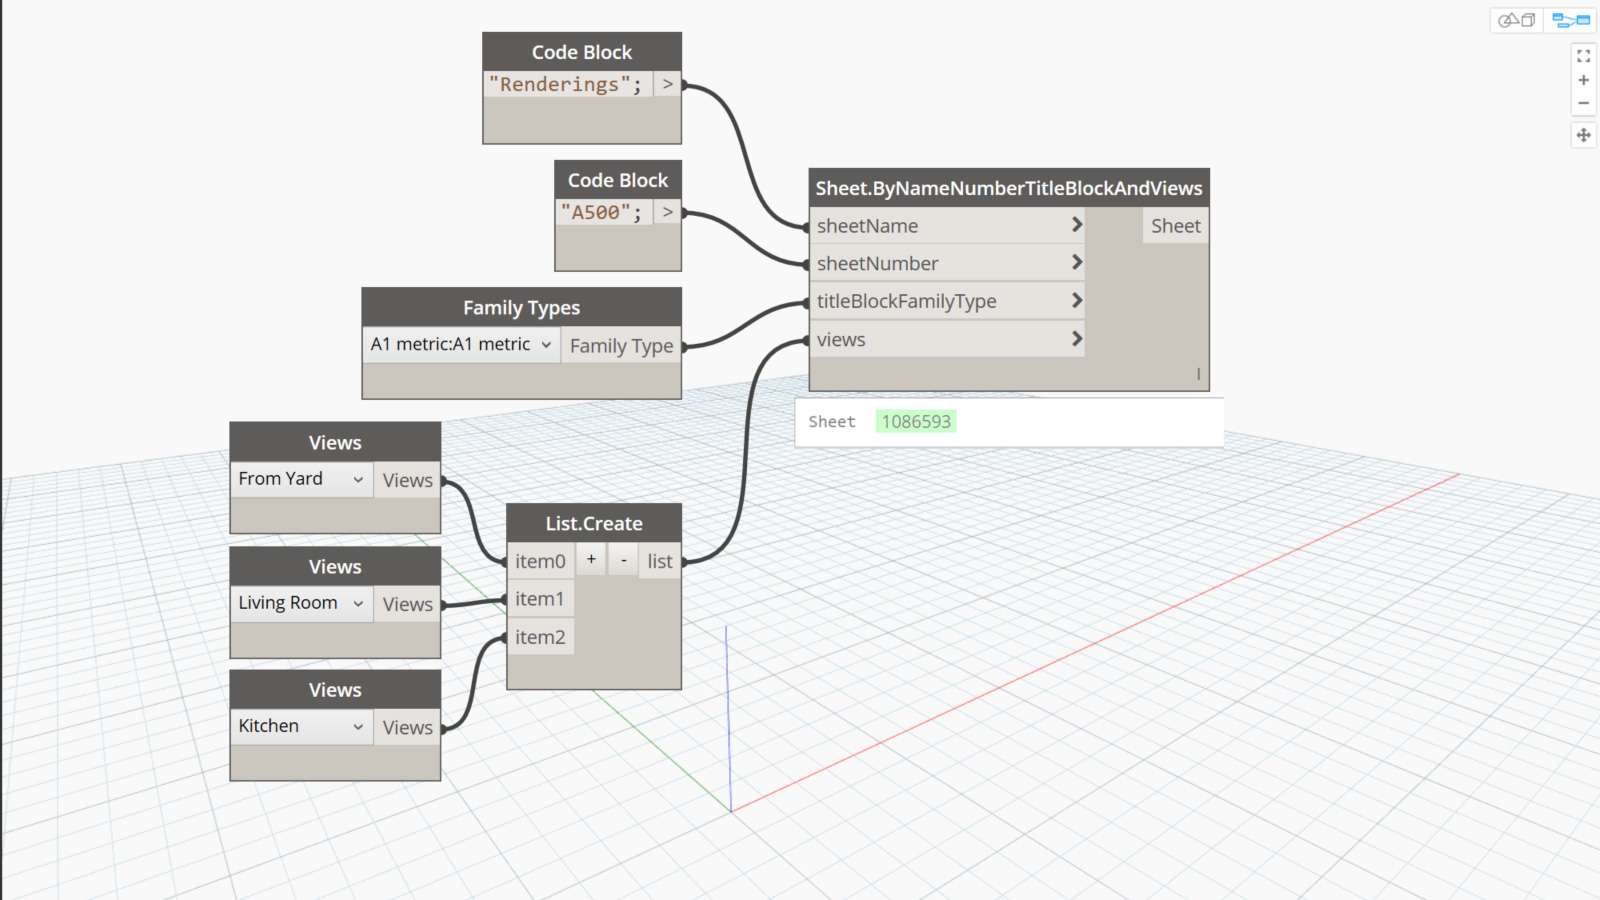 Code Block
"Renderings"; >
Code Block
"A500"; >
Family Types
A1 metric:A1 metric Family Type
Views
From Yard Views
Views
Living Room Views
Views
Kitchen Views
List.Create
item0 + - list
item1
item2
Sheet.ByNameNumberTitleBlockAndViews
sheetName > Sheet
sheetNumber >
titleBlockFamilyType >
views >
l
Sheet 1086593